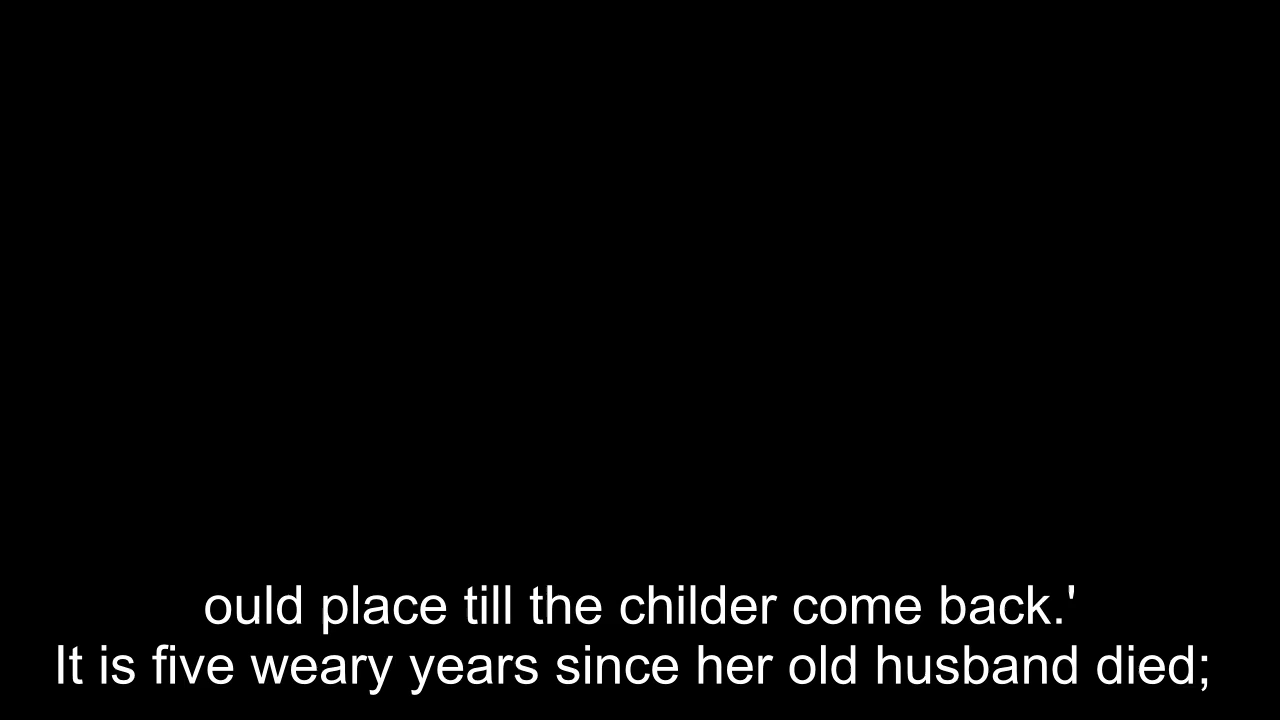 ould place till the childer come back.'
It is five weary years since her old husband died;